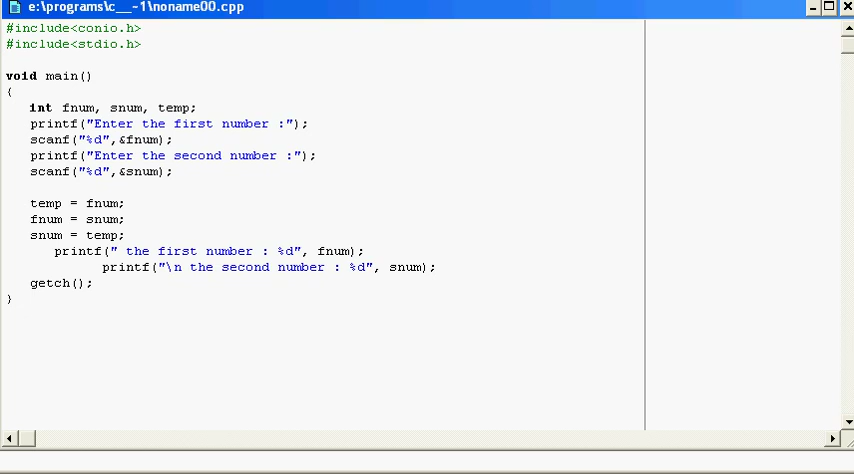 e:\programs\c__-1\noname00.cpp
#include<conio.h>
#include<stdio.h>

void main()
{
   int fnum, snum, temp;
   printf("Enter the first number :");
   scanf("%d",&fnum);
   printf("Enter the second number :");
   scanf("%d",&snum);

   temp = fnum;
   fnum = snum;
   snum = temp;
      printf(" the first number : %d", fnum);
            printf("\n the second number : %d", snum);
   getch();
}